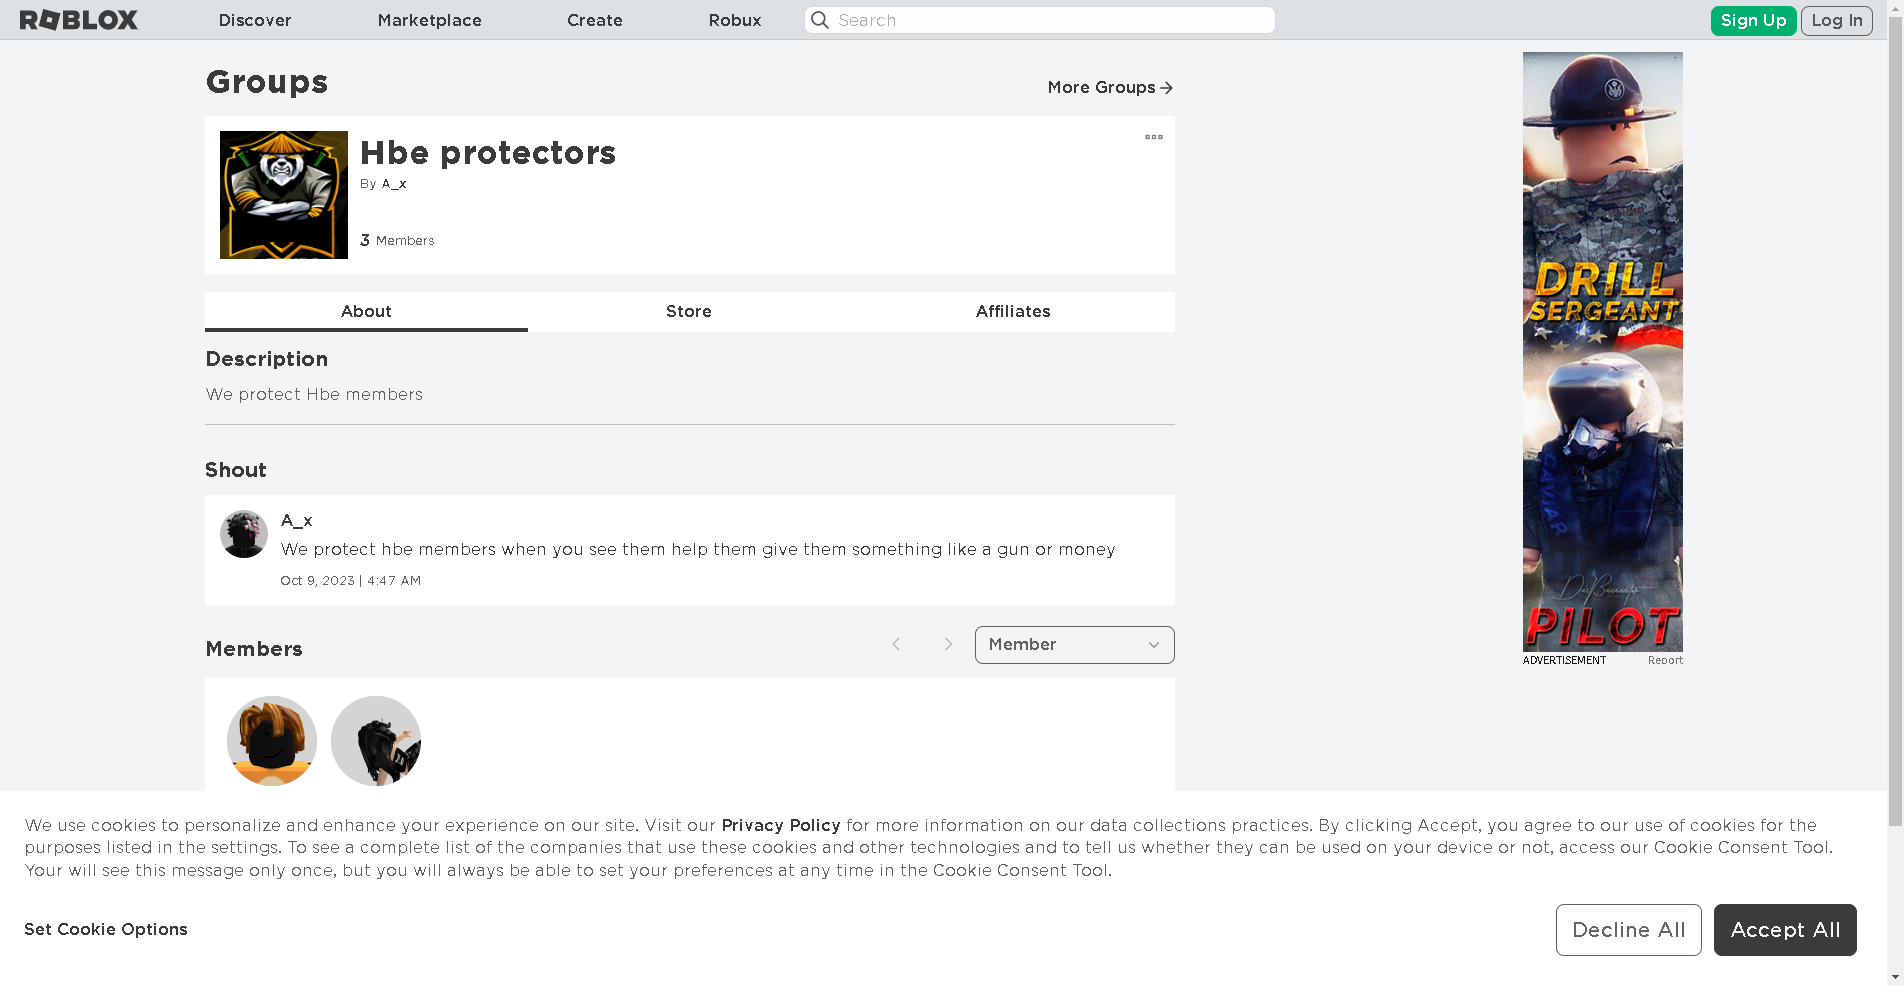 ROBLOX
Discover
Marketplace
Create
Robux
Search
Sign Up
Log In
Groups
More Groups
Hbe protectors
By A_x
3 Members
About
Store
Affiliates
Description
We protect Hbe members
Shout
A_x
We protect hbe members when you see them help them give them something like a gun or money
Oct 9, 2023 | 4:47 AM
Members
Member
DRILL
SERGEANT
CAVIAR
PILOT
ADVERTISEMENT
Report
We use cookies to personalize and enhance your experience on our site. Visit our Privacy Policy for more information on our data collections practices. By clicking Accept, you agree to our use of cookies for the
purposes listed in the settings. To see a complete list of the companies that use these cookies and other technologies and to tell us whether they can be used on your device or not, access our Cookie Consent Tool.
Your will see this message only once, but you will always be able to set your preferences at any time in the Cookie Consent Tool.
Set Cookie Options
Decline All
Accept All